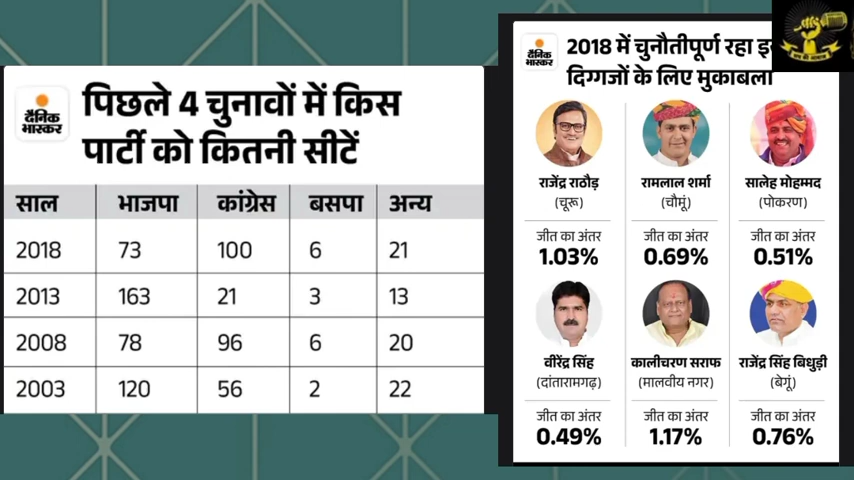 दैनिक भास्कर
पिछले 4 चुनावों में किस
पार्टी को कितनी सीटें
साल भाजपा कांग्रेस बसपा अन्य
2018 73 100 6 21
2013 163 21 3 13
2008 78 96 6 20
2003 120 56 2 22
दैनिक भास्कर
2018 में चुनौतीपूर्ण रहा
दिग्गजों के लिए मुकाबला
राजेंद्र राठौड़ रामलाल शर्मा सालेह मोहम्मद
(चूरू) (चौमूं) (पोकरण)
जीत का अंतर जीत का अंतर जीत का अंतर
1.03% 0.69% 0.51%
वीरेंद्र सिंह कालीचरण सराफ राजेंद्र सिंह बिधुड़ी
(दांतारामगढ़) (मालवीय नगर) (बेगूं)
जीत का अंतर जीत का अंतर जीत का अंतर
0.49% 1.17% 0.76%